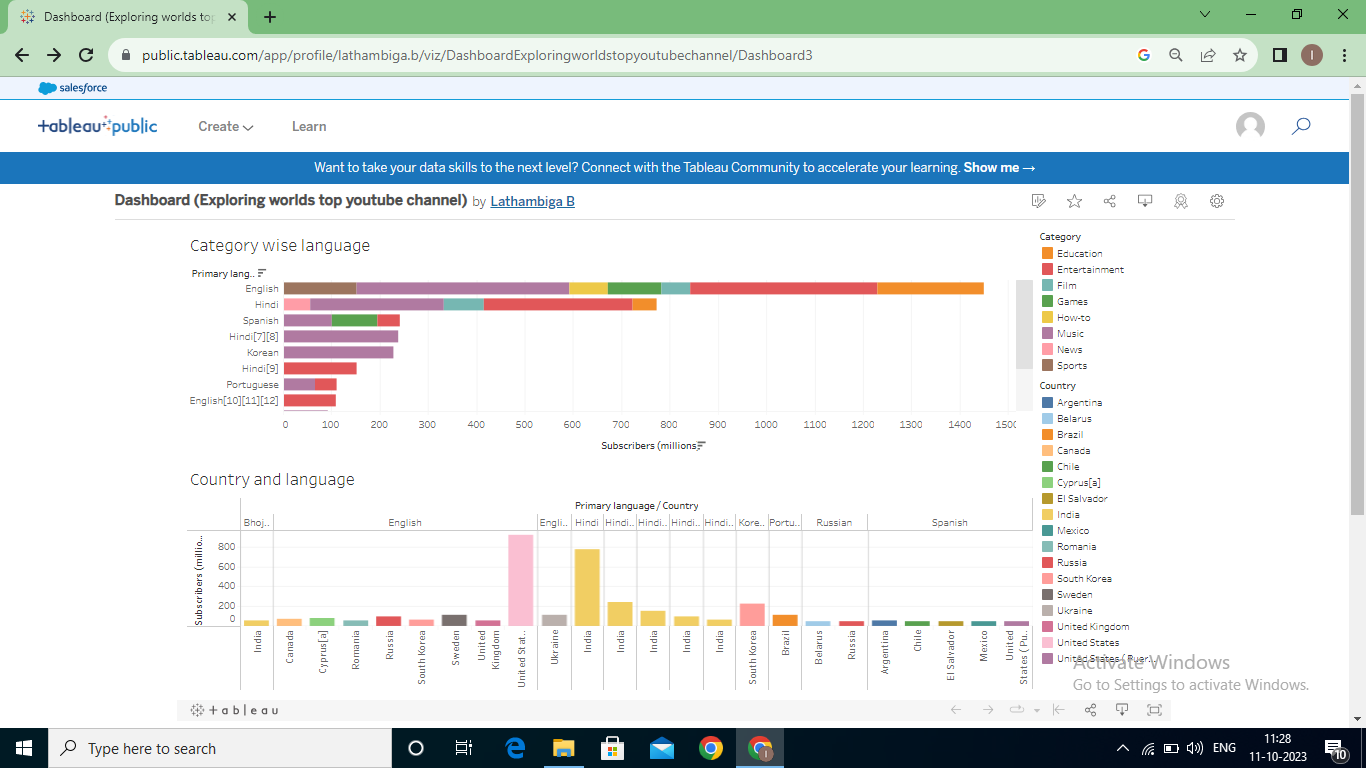 Dashboard (Exploring worlds top
public.tableau.com/app/profile/lathambiga.b/viz/DashboardExploringworldstopyoutubechannel/Dashboard3
G
I
salesforce
+ableau public
Create
Learn
Want to take your data skills to the next level? Connect with the Tableau Community to accelerate your learning. Show me →
Dashboard (Exploring worlds top youtube channel) by Lathambiga B
Category wise language
Primary lang..
English
Hindi
Spanish
Hindi[7][8]
Korean
Hindi[9]
Portuguese
English[10][11][12]
0 100 200 300 400 500 600 700 800 900 1000 1100 1200 1300 1400 1500
Subscribers (millions)
Category
Education
Entertainment
Film
Games
How-to
Music
News
Sports
Country
Argentina
Belarus
Brazil
Canada
Chile
Cyprus[a]
El Salvador
India
Mexico
Romania
Russia
South Korea
Sweden
Ukraine
United Kingdom
United States
United States ( Puer..
Country and language
Primary language / Country
Bhoj.. English Engli.. Hindi Hindi.. Hindi.. Hindi.. Hindi.. Kore.. Portu.. Russian Spanish
Subscribers (millio..
800
600
400
200
0
India
Canada
Cyprus[a]
Romania
Russia
South Korea
Sweden
United Kingdom
United Stat..
Ukraine
India
India
India
India
India
South Korea
Brazil
Belarus
Russia
Argentina
Chile
El Salvador
Mexico
United States ( Pu..
Activate Windows
Go to Settings to activate Windows.
+ a b | e a u
Type here to search
ENG
11:28
11-10-2023
10